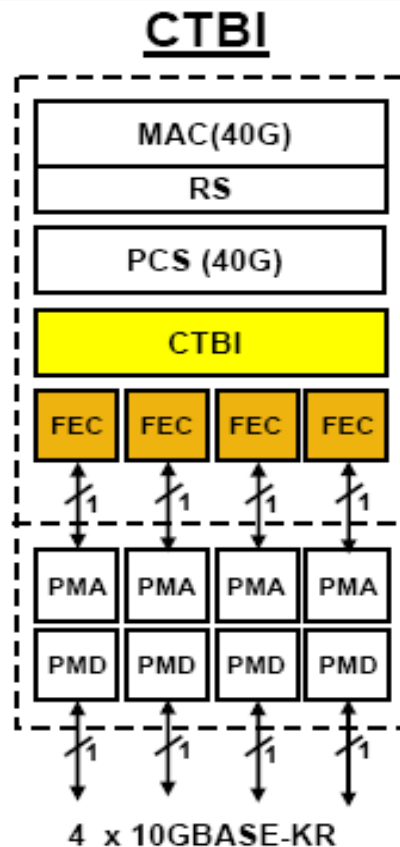 CTBI
MAC(40G)
RS
PCS (40G)
CTBI
FEC FEC FEC FEC
1 1 1 1
PMA PMA PMA PMA
PMD PMD PMD PMD
1 1 1 1
4 x 10GBASE-KR